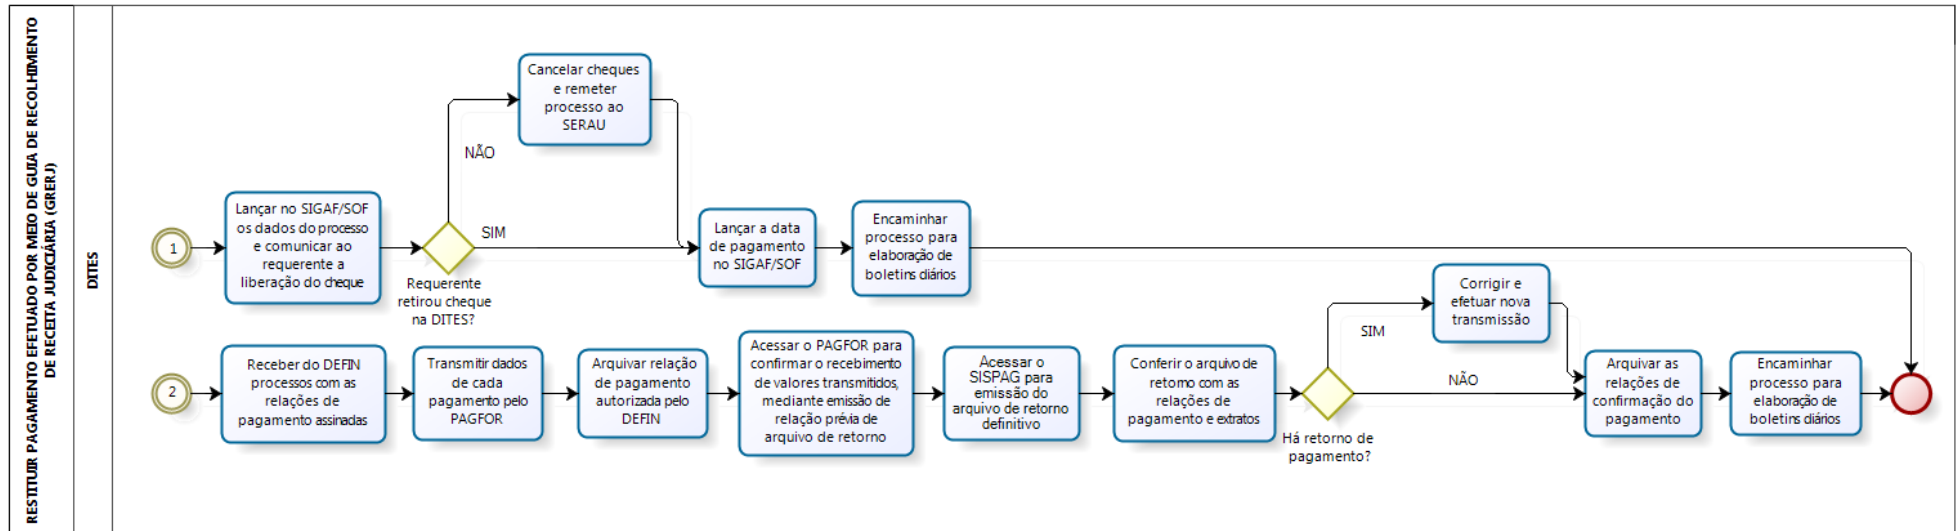 RESTITUIR PAGAMENTO EFETUADO POR MEIO DE GUIA DE RECOLHIMENTO
DE RECEITA JUDICIÁRIA (GRERJ)
DITES
1
Lançar no SIGAF/SOF
os dados do processo
e comunicar ao
requerente a
liberação do cheque
Requerente
retirou cheque
na DITES?
NÃO
SIM
Cancelar cheques
e remeter
processo ao
SERAU
Lançar a data
de pagamento
no SIGAF/SOF
Encaminhar
processo para
elaboração de
boletins diários
2
Receber do DEFIN
processos com as
relações de
pagamento assinadas
Transmitir dados
de cada
pagamento pelo
PAGFOR
Arquivar relação
de pagamento
autorizada pelo
DEFIN
Acessar o PAGFOR para
confirmar o recebimento
de valores transmitidos,
mediante emissão de
relação prévia de
arquivo de retorno
Acessar o
SISPAG para
emissão do
arquivo de retorno
definitivo
Conferir o arquivo de
retorno com as
relações de
pagamento e extratos
Há retorno de
pagamento?
SIM
NÃO
Corrigir e
efetuar nova
transmissão
Arquivar as
relações de
confirmação do
pagamento
Encaminhar
processo para
elaboração de
boletins diários